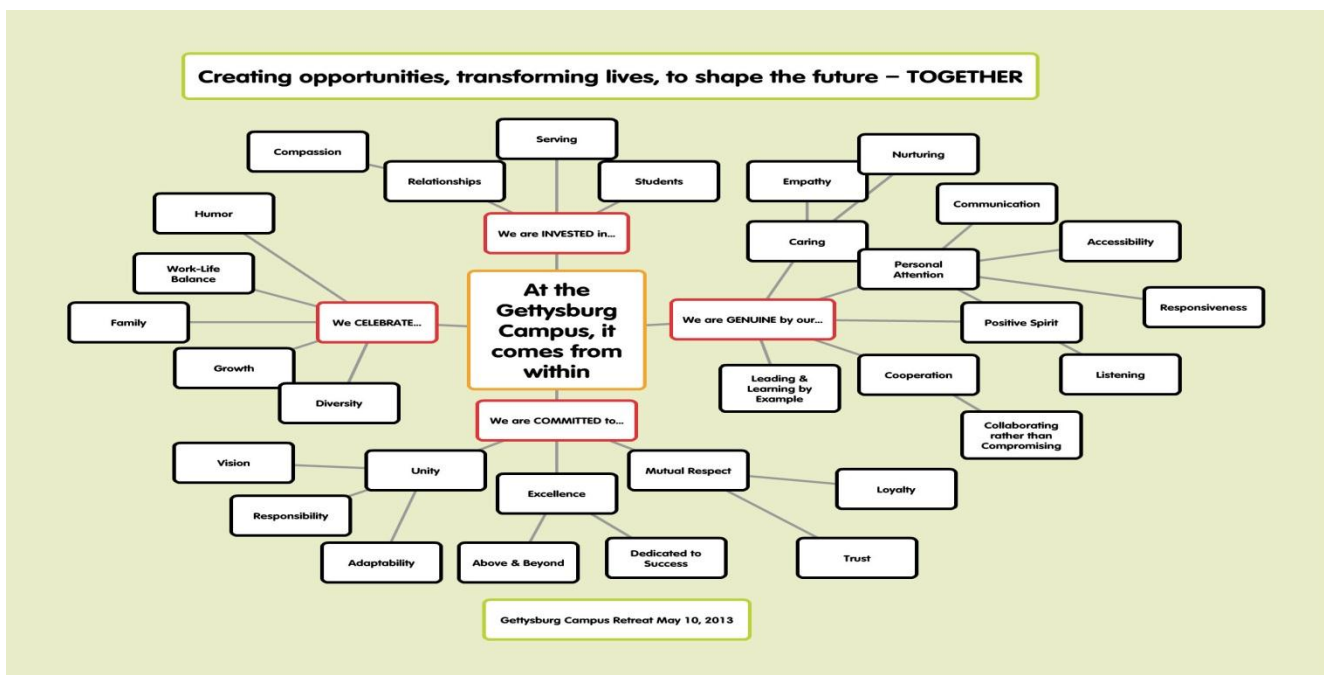 Creating opportunities, transforming lives, to shape the future – TOGETHER
Serving
Compassion
Relationships
Students
We are INVESTED in...
Nurturing
Empathy
Communication
Caring
Accessibility
Personal
Attention
Responsiveness
We are GENUINE by our...
Positive Spirit
Listening
Cooperation
Leading &
Learning by
Example
Collaborating
rather than
Compromising
At the
Gettysburg
Campus, it
comes from
within
Humor
Work-Life
Balance
Family
We CELEBRATE...
Growth
Diversity
We are COMMITTED to...
Vision
Unity
Responsibility
Adaptability
Excellence
Above & Beyond
Dedicated to
Success
Mutual Respect
Loyalty
Trust
Gettysburg Campus Retreat May 10, 2013